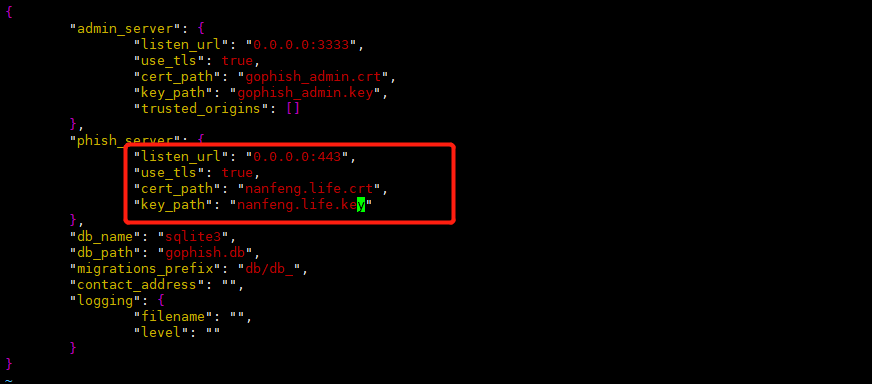 {
"admin_server": {
"listen_url": "0.0.0.0:3333",
"use_tls": true,
"cert_path": "gophish_admin.crt",
"key_path": "gophish_admin.key",
"trusted_origins": []
},
"phish_server": {
"listen_url": "0.0.0.0:443",
"use_tls": true,
"cert_path": "nanfeng.life.crt",
"key_path": "nanfeng.life.key"
},
"db_name": "sqlite3",
"db_path": "gophish.db",
"migrations_prefix": "db/db_",
"contact_address": "",
"logging": {
"filename": "",
"level": ""
}
}
~